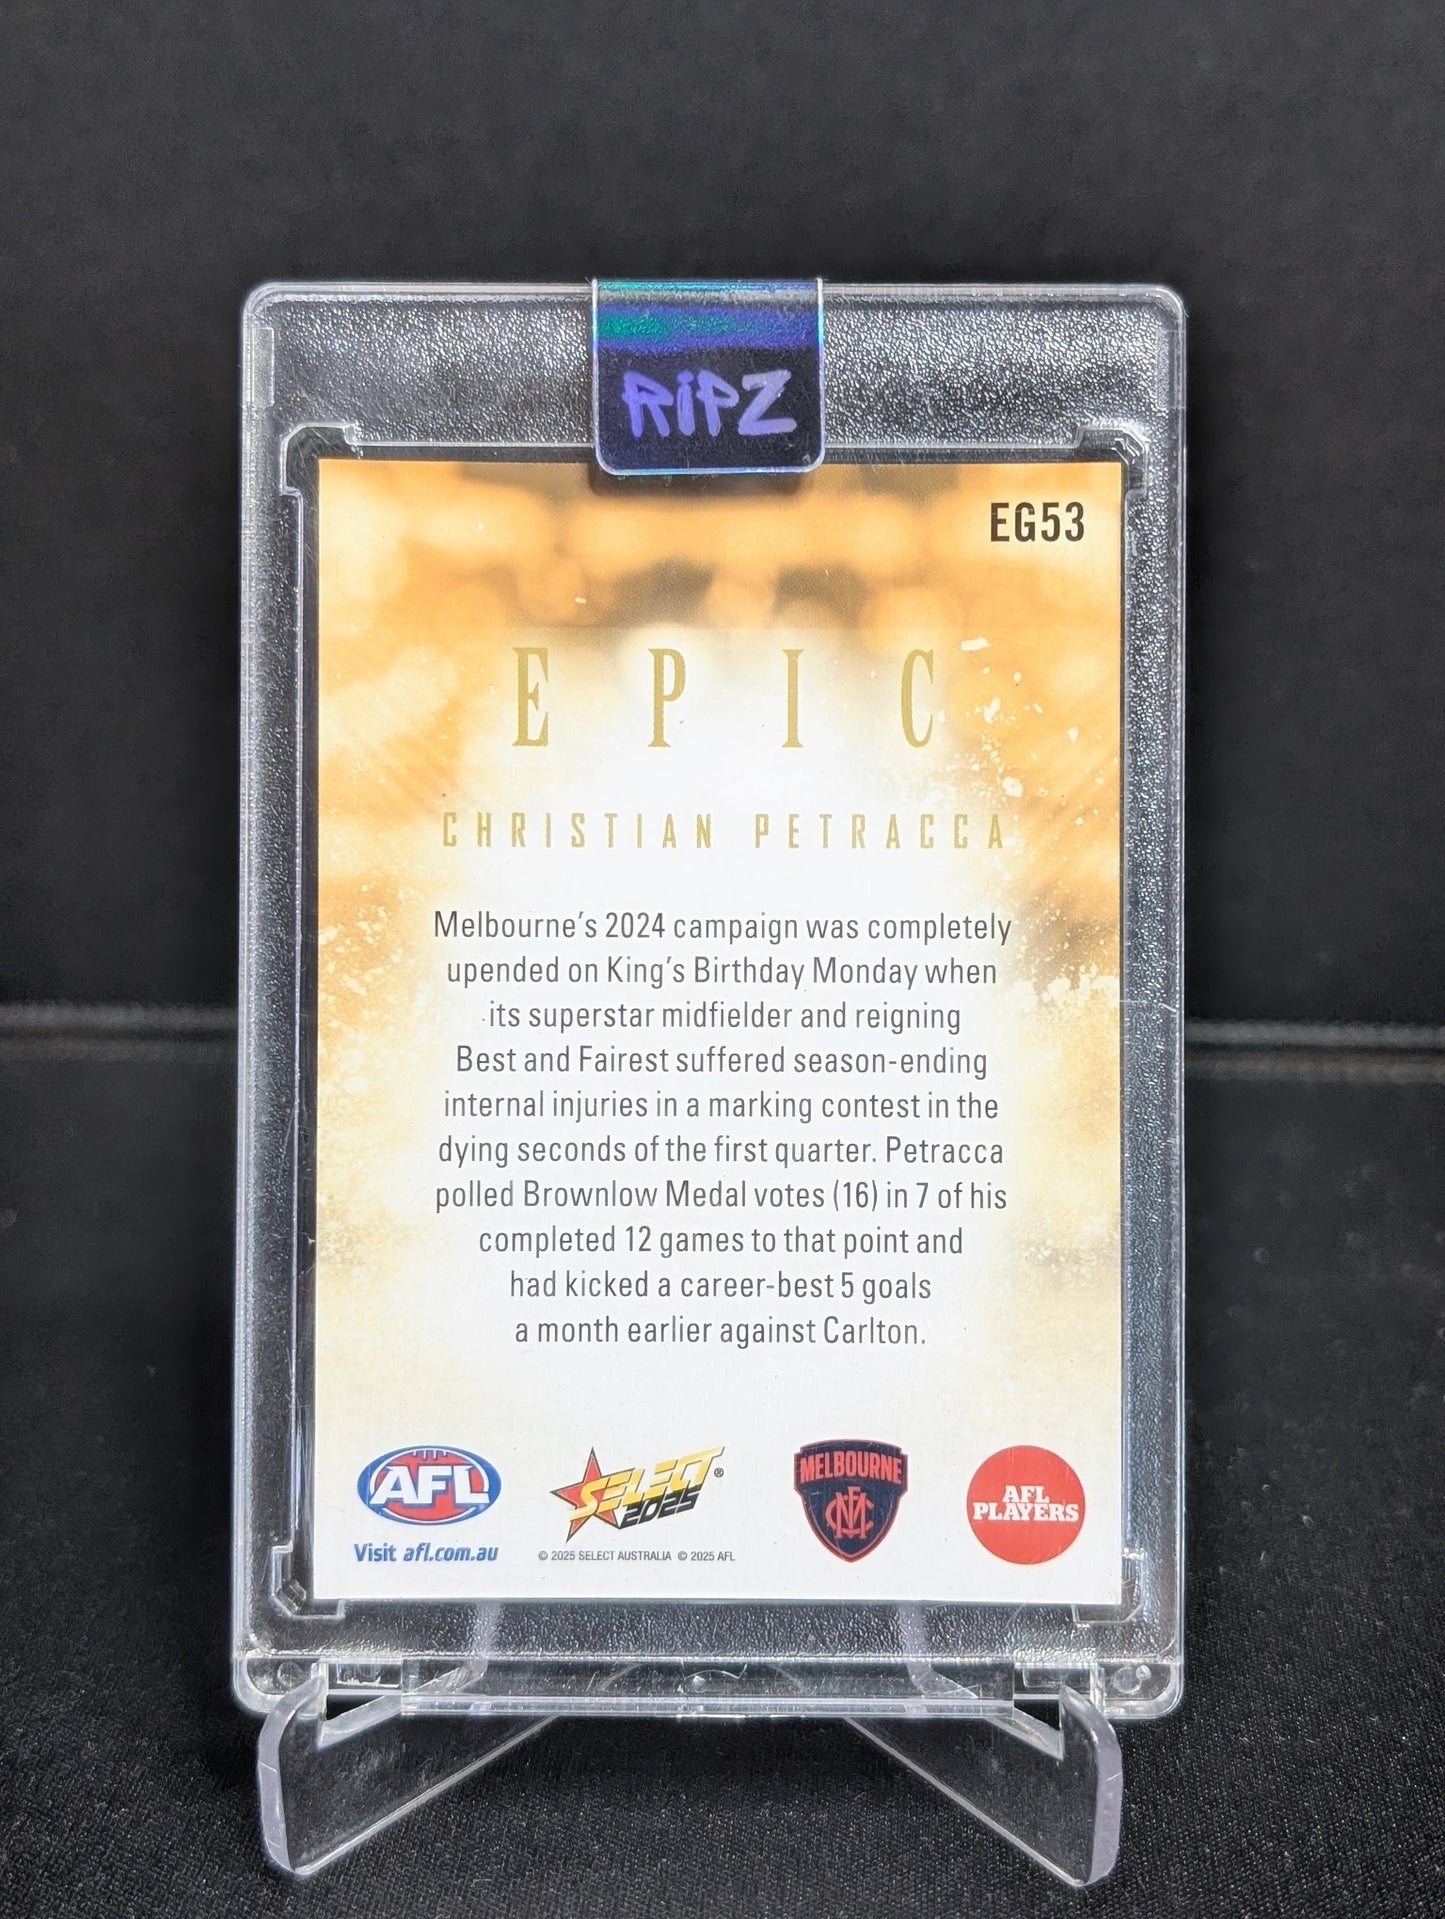 RiPZ
EG53
EPIC
CHRISTIAN PETRACCA
Melbourne's 2024 campaign was completely
upended on King's Birthday Monday when
its superstar midfielder and reigning
Best and Fairest suffered season-ending
internal injuries in a marking contest in the
dying seconds of the first quarter. Petracca
polled Brownlow Medal votes (16) in 7 of his
completed 12 games to that point and
had kicked a career-best 5 goals
a month earlier against Carlton.
AFL
Visit afl.com.au
SELECT®
2025
© 2025 SELECT AUSTRALIA © 2025 AFL
MELBOURNE
MFC
AFL
PLAYERS